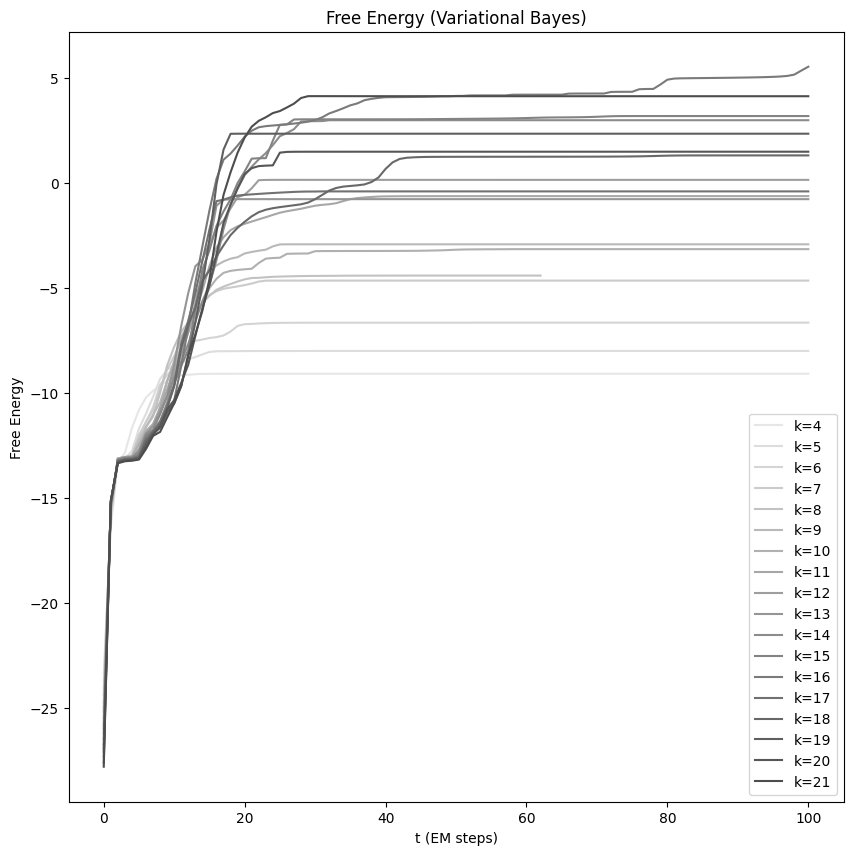 Free Energy (Variational Bayes)
Free Energy
5
0
−5
−10
−15
−20
−25
0 20 40 60 80 100
t (EM steps)
k=4
k=5
k=6
k=7
k=8
k=9
k=10
k=11
k=12
k=13
k=14
k=15
k=16
k=17
k=18
k=19
k=20
k=21